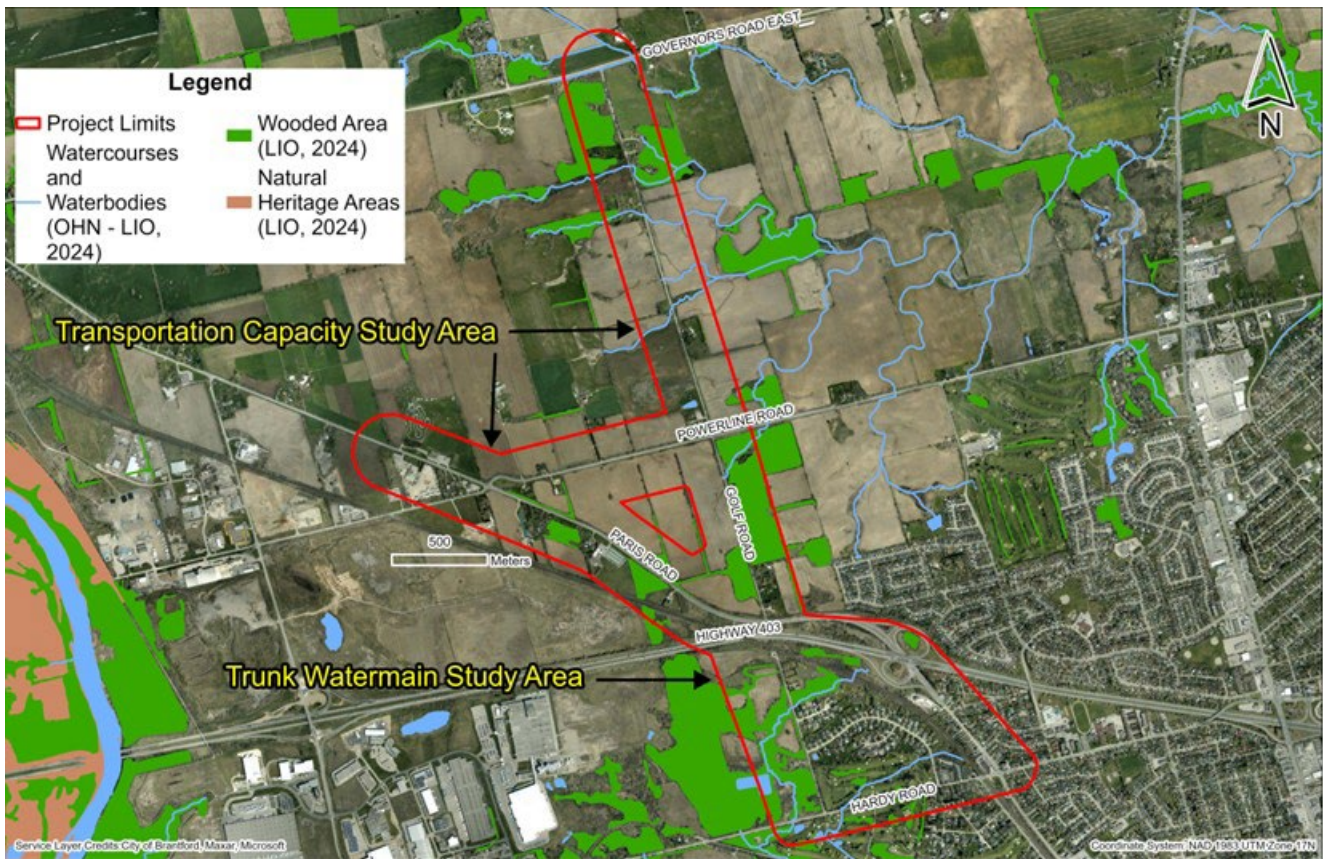 GOVERNORS ROAD EAST
Legend
Project Limits
Watercourses
and
Waterbodies
(OHN - LIO,
2024)
Wooded Area
(LIO, 2024)
Natural
Heritage Areas
(LIO, 2024)
N
Transportation Capacity Study Area
POWERLINE ROAD
GOLF ROAD
PARIS ROAD
500
Meters
HIGHWAY 403
Trunk Watermain Study Area
HARDY ROAD
Service Layer Credits:City of Brantford, Maxar, Microsoft
Coordinate System: NAD 1983 UTM Zone 17N